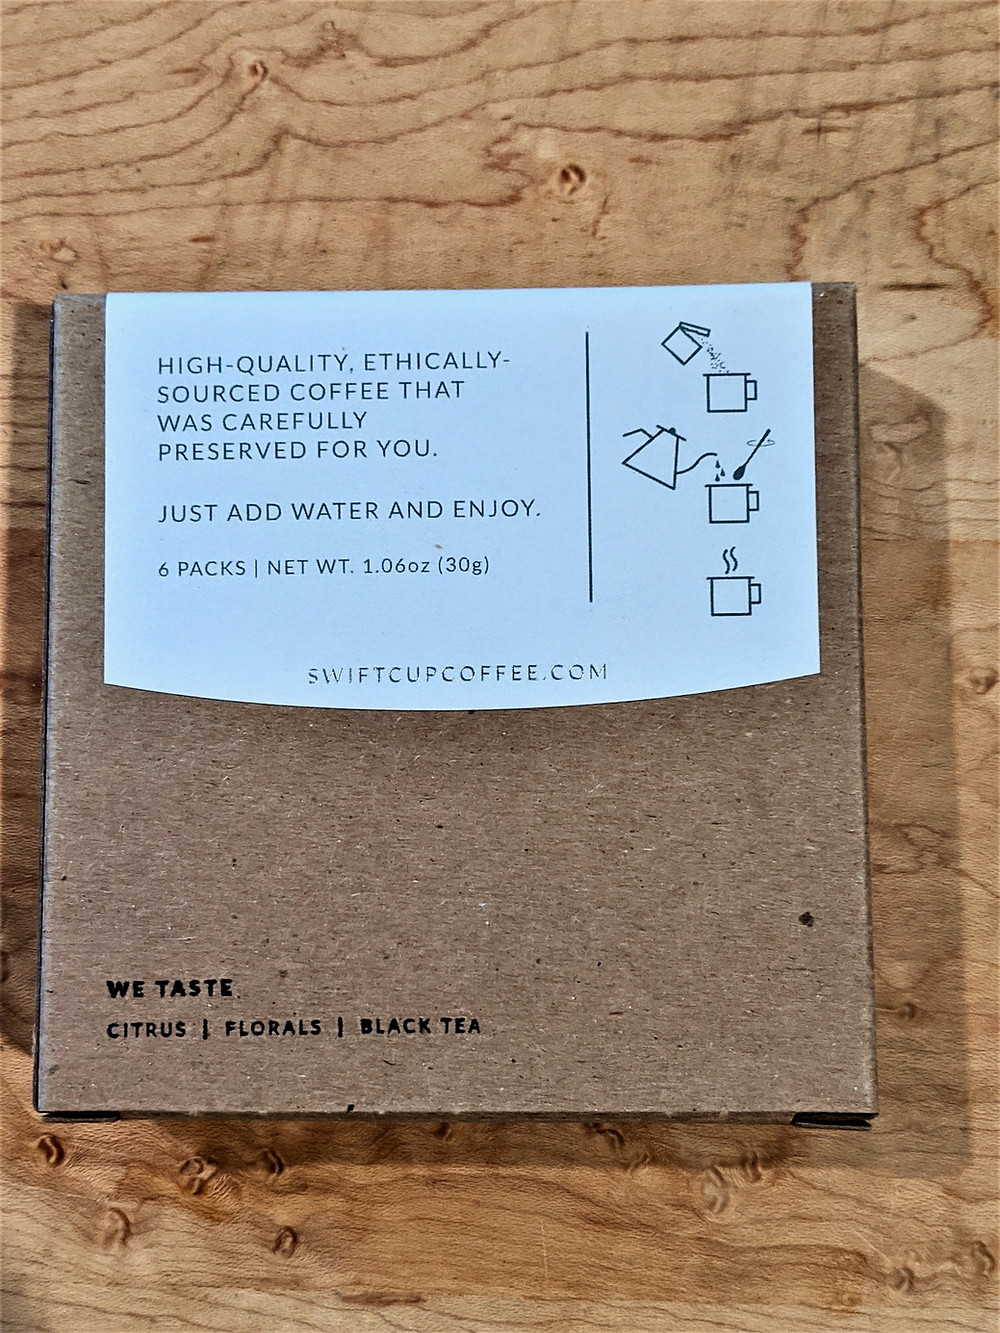 HIGH-QUALITY, ETHICALLY-
SOURCED COFFEE THAT
WAS CAREFULLY
PRESERVED FOR YOU.
JUST ADD WATER AND ENJOY.
6 PACKS | NET WT. 1.06oz (30g)
SWIFTCUPCOFFEE.COM
WE TASTE
CITRUS | FLORALS | BLACK TEA